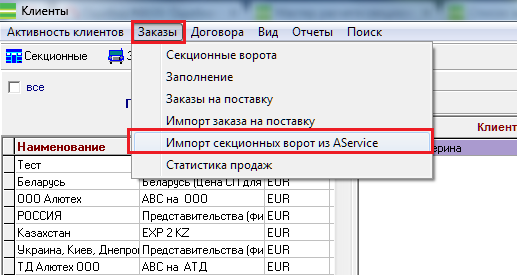 Клиенты
Активность клиентов Заказы Договора Вид Отчеты Поиск
Секционные
Секционные ворота
Заполнение
все
Заказы на поставку
Импорт заказа на поставку
Клиент
Импорт секционных ворот из AService
Наименование
Статистика продаж
Тест
Беларусь Беларусь (Цена СП для EUR
ООО Алютех АВС на ООО EUR
РОССИЯ Представительства (фи EUR
Казахстан EXP 2 KZ EUR
Украина, Киев, Днепроп Представительства (фи EUR
ТД Алютех ООО АВС на АТД EUR